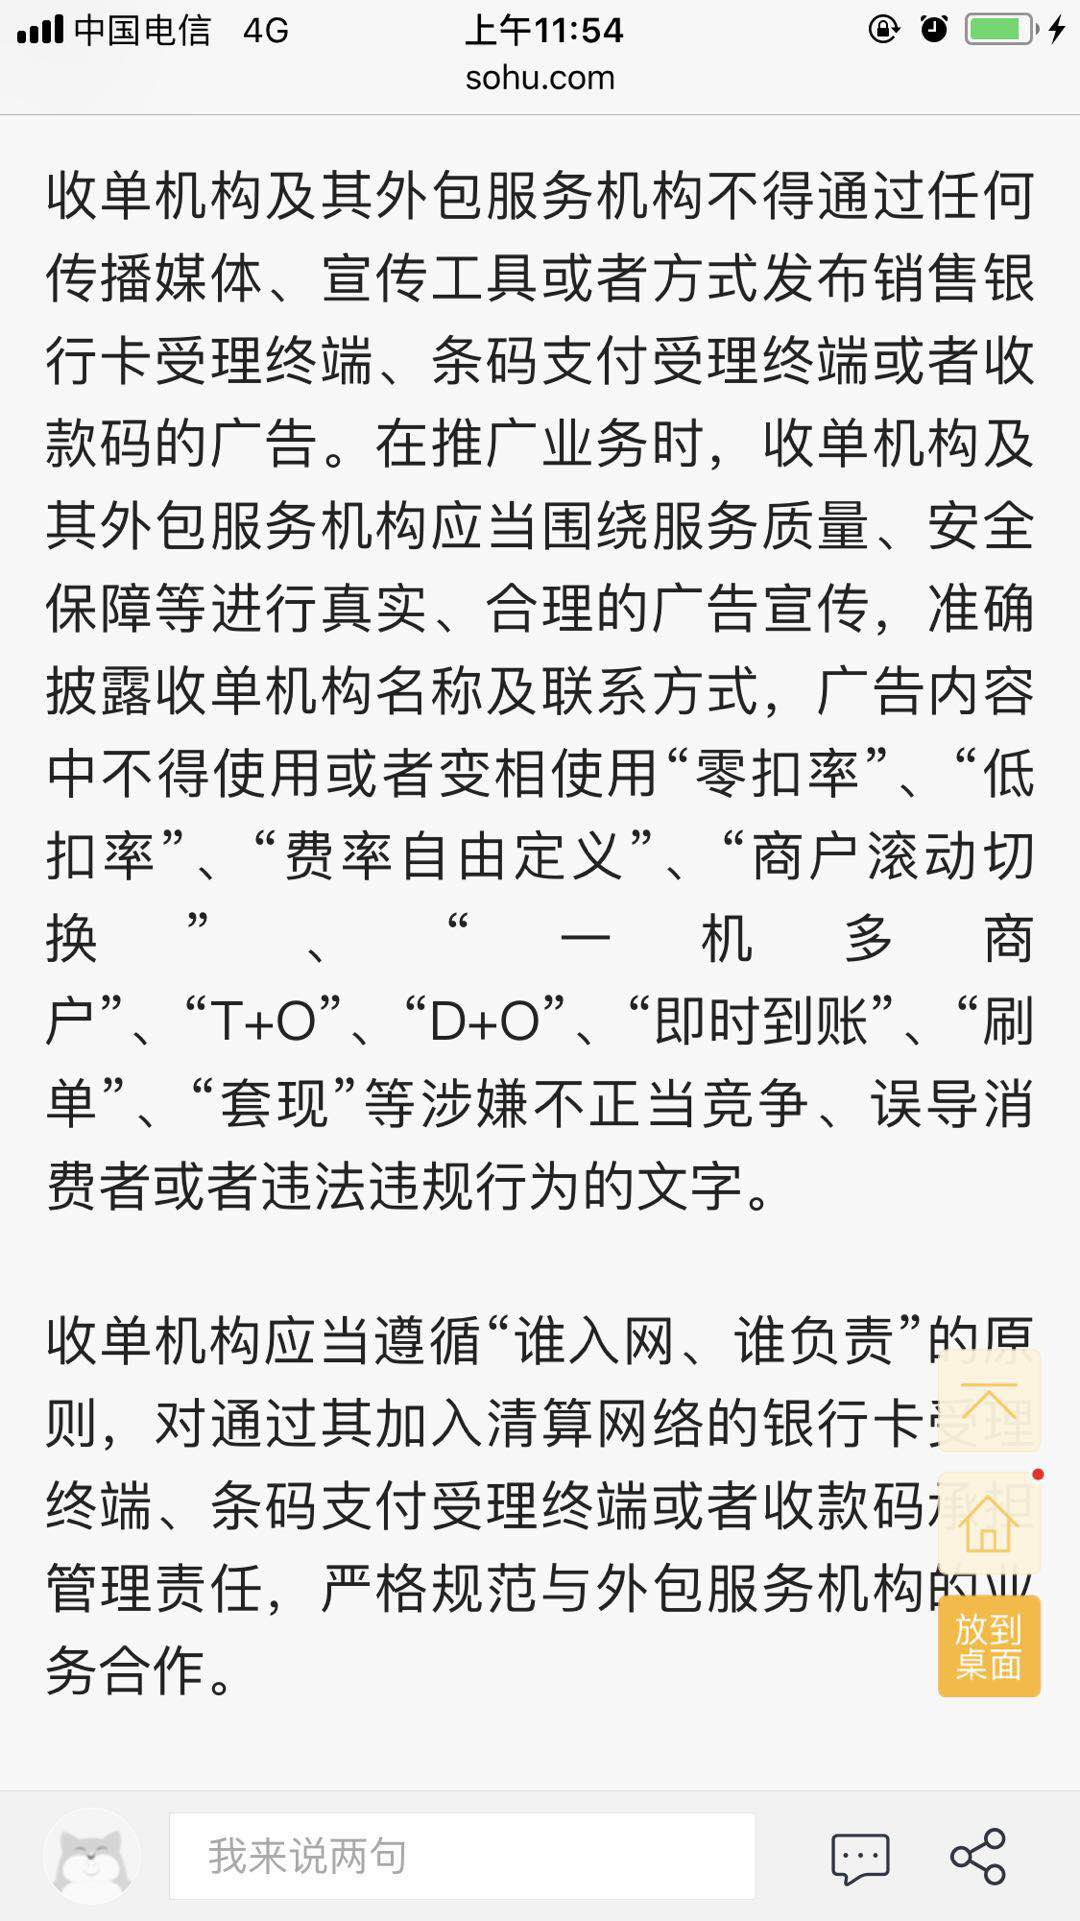 中国电信 4G 上午11:54
sohu.com
收单机构及其外包服务机构不得通过任何
传播媒体、宣传工具或者方式发布销售银
行卡受理终端、条码支付受理终端或者收
款码的广告。在推广业务时，收单机构及
其外包服务机构应当围绕服务质量、安全
保障等进行真实、合理的广告宣传，准确
披露收单机构名称及联系方式，广告内容
中不得使用或者变相使用“零扣率”、“低
扣率”、“费率自由定义”、“商户滚动切
换”、“一机多商
户”、“T+O”、“D+O”、“即时到账”、“刷
单”、“套现”等涉嫌不正当竞争、误导消
费者或者违法违规行为的文字。
收单机构应当遵循“谁入网、谁负责”的原
则，对通过其加入清算网络的银行卡受理
终端、条码支付受理终端或者收款码承担
管理责任，严格规范与外包服务机构的业
务合作。
放到
桌面
我来说两句